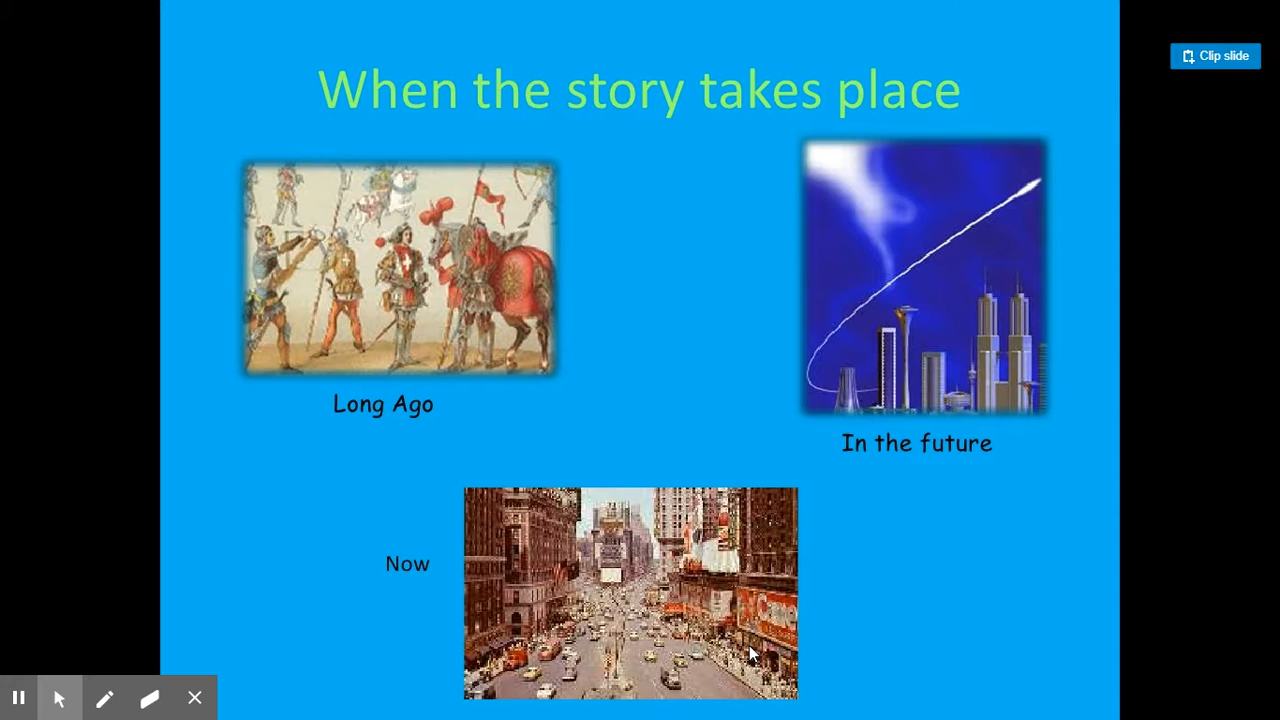 Clip slide
When the story takes place
Long Ago
In the future
Now